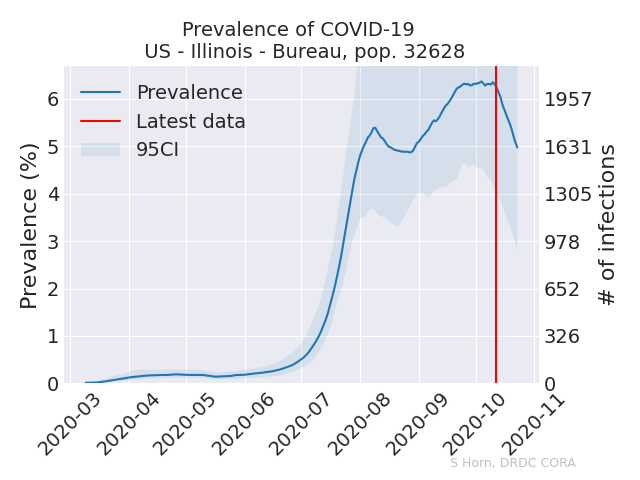 Prevalence of COVID-19
US - Illinois - Bureau, pop. 32628
Prevalence
Latest data
95CI
Prevalence (%)
6
5
4
3
2
1
0
1957
1631
1305
978
652
326
0
# of infections
2020-03
2020-04
2020-05
2020-06
2020-07
2020-08
2020-09
2020-10
2020-11
S Horn, DRDC CORA